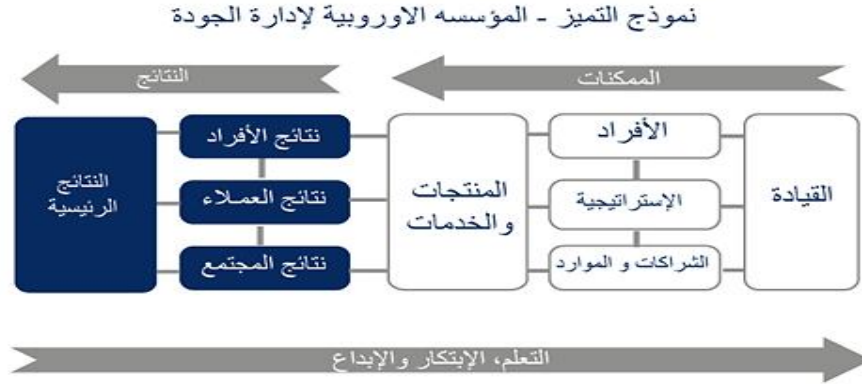 نموذج التميز - المؤسسه الاوروبية لإدارة الجودة
الممكنات
النتائج
القيادة
الأفراد
الإستراتيجية
الشراكات و الموارد
المنتجات
والخدمات
نتائج الأفراد
نتائج العملاء
نتائج المجتمع
النتائج
الرئيسية
التعلم، الإبتكار والإبداع